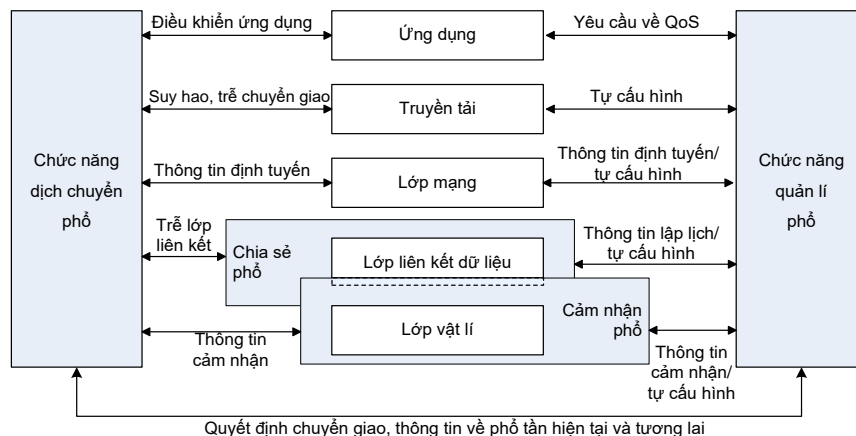 Điều khiển ứng dụng
Ứng dụng
Yêu cầu về QoS
Suy hao, trễ chuyển giao
Truyền tải
Tự cấu hình
Chức năng
dịch chuyển
phổ
Thông tin định tuyến
Lớp mạng
Thông tin định tuyến/
tự cấu hình
Chức năng
quản lí
phổ
Trễ lớp
liên kết
Chia sẻ
phổ
Lớp liên kết dữ liệu
Thông tin lập lịch/
tự cấu hình
Thông tin
cảm nhận
Lớp vật lí
Cảm nhận
phổ
Thông tin
cảm nhận/
tự cấu hình
Quyết định chuyển giao, thông tin về phổ tần hiện tại và tương lai